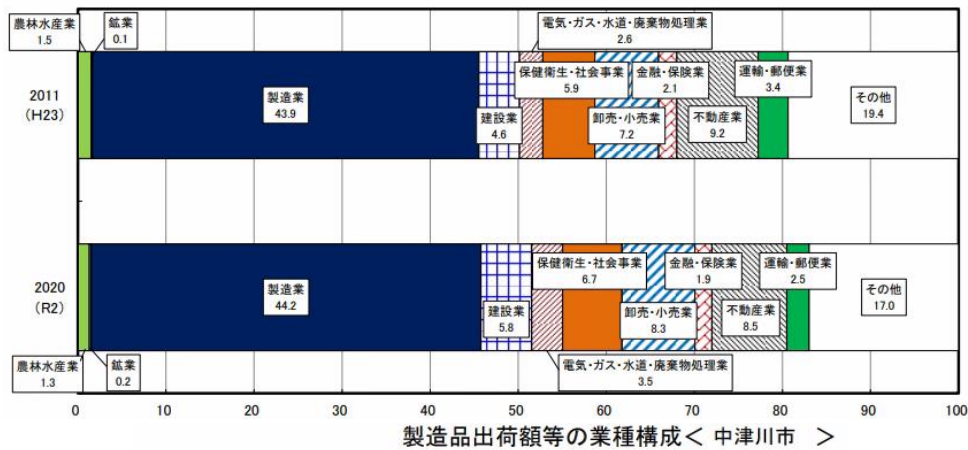 農林水産業
1.5
鉱業
0.1
電気・ガス・水道・廃棄物処理業
2.6
2011
(H23)
製造業
43.9
建設業
4.6
保健衛生・社会事業
5.9
卸売・小売業
7.2
金融・保険業
2.1
不動産業
9.2
運輸・郵便業
3.4
その他
19.4
2020
(R2)
製造業
44.2
建設業
5.8
保健衛生・社会事業
6.7
卸売・小売業
8.3
金融・保険業
1.9
不動産業
8.5
運輸・郵便業
2.5
その他
17.0
農林水産業
1.3
鉱業
0.2
電気・ガス・水道・廃棄物処理業
3.5
0 10 20 30 40 50 60 70 80 90 100
製造品出荷額等の業種構成＜ 中津川市 ＞